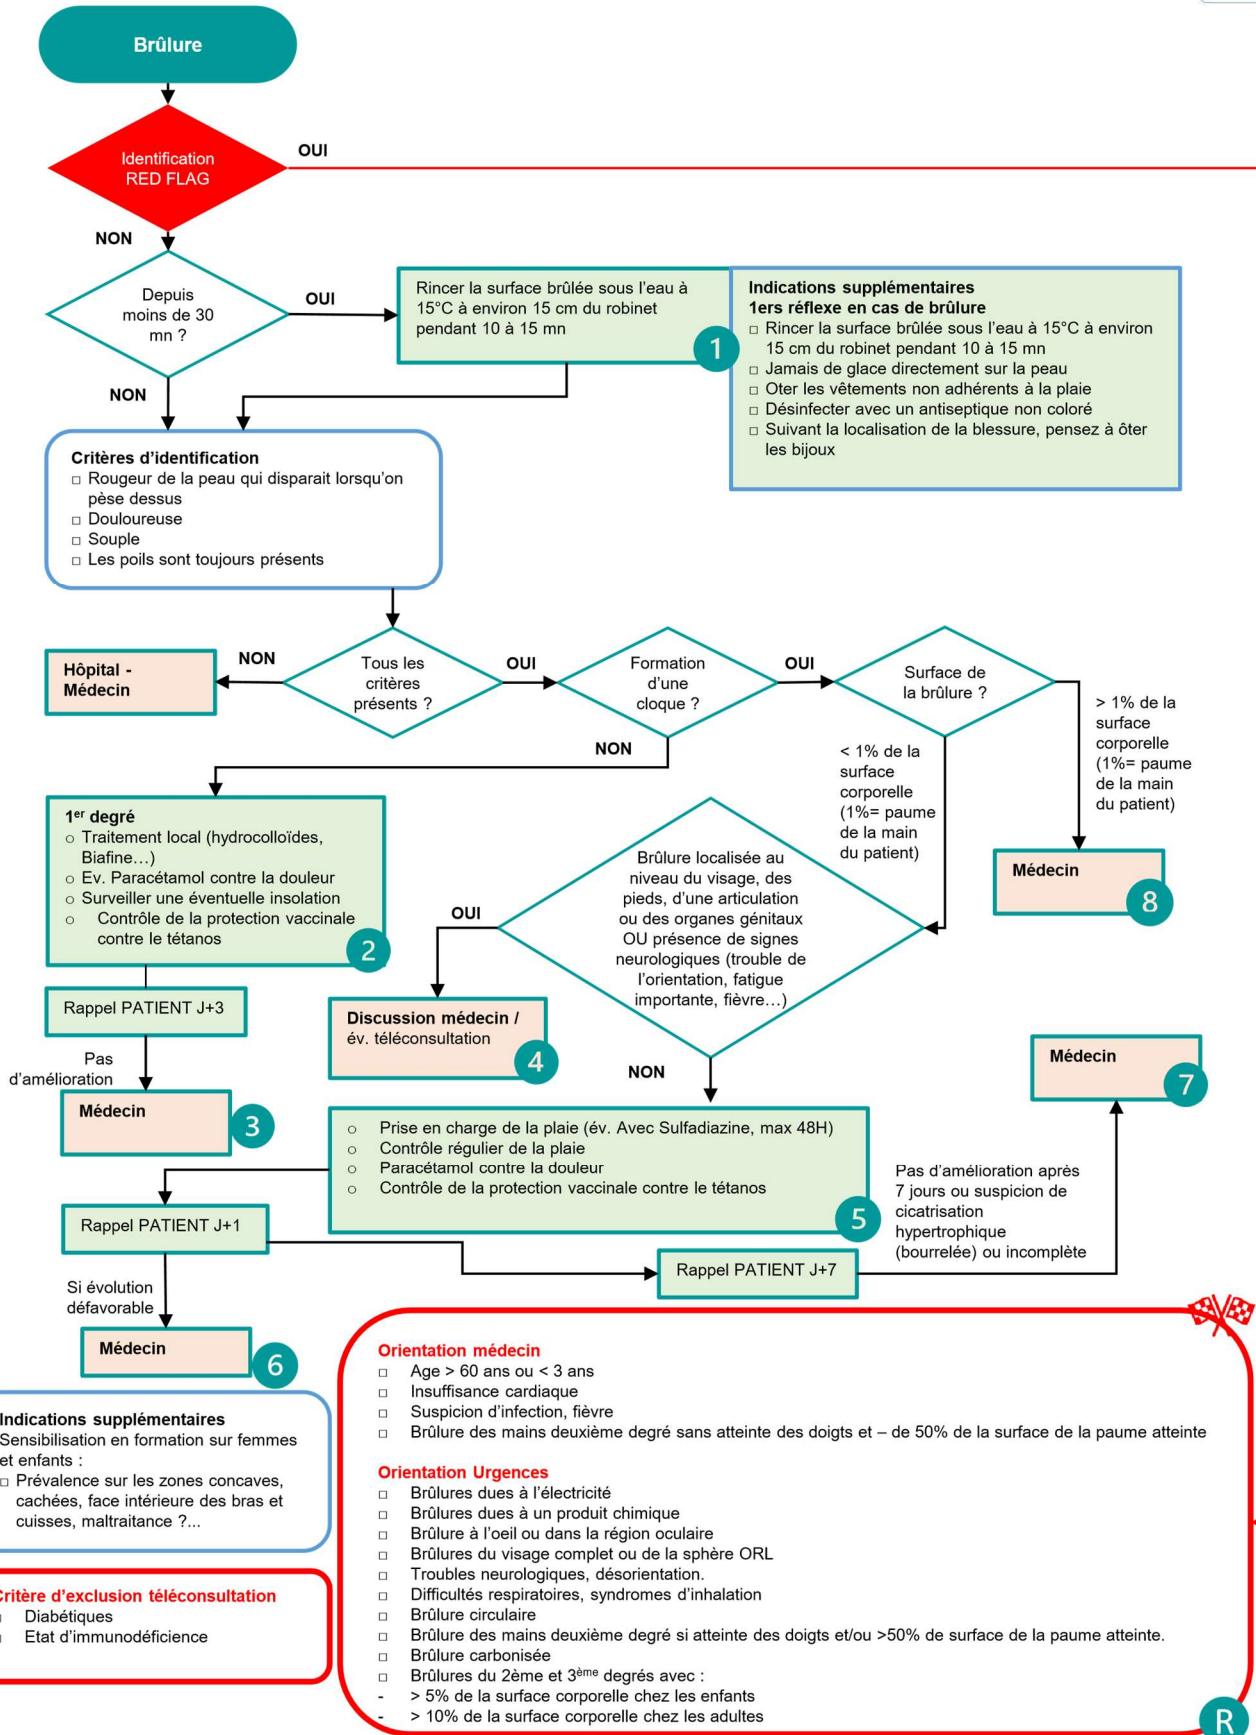 Brûlure
Identification
RED FLAG
OUI
NON
Depuis
moins de 30
mn ?
OUI
Rincer la surface brûlée sous l'eau à
15°C à environ 15 cm du robinet
pendant 10 à 15 mn
1
Indications supplémentaires
1ers réflexe en cas de brûlure
□ Rincer la surface brûlée sous l'eau à 15°C à environ
15 cm du robinet pendant 10 à 15 mn
□ Jamais de glace directement sur la peau
□ Oter les vêtements non adhérents à la plaie
□ Désinfecter avec un antiseptique non coloré
□ Suivant la localisation de la blessure, pensez à ôter
les bijoux
NON
Critères d'identification
□ Rougeur de la peau qui disparait lorsqu'on
pèse dessus
□ Douloureuse
□ Souple
□ Les poils sont toujours présents
Hôpital -
Médecin
NON
Tous les
critères
présents ?
OUI
Formation
d'une
cloque ?
OUI
Surface de
la brûlure ?
> 1% de la
surface
corporelle
(1%= paume
de la main
du patient)
NON
< 1% de la
surface
corporelle
(1%= paume
de la main
du patient)
Médecin
8
1er degré
o Traitement local (hydrocolloïdes,
Biafine…)
o Ev. Paracétamol contre la douleur
o Surveiller une éventuelle insolation
o Contrôle de la protection vaccinale
contre le tétanos
2
Brûlure localisée au
niveau du visage, des
pieds, d'une articulation
ou des organes génitaux
OU présence de signes
neurologiques (trouble de
l'orientation, fatigue
importante, fièvre…)
OUI
Rappel PATIENT J+3
Discussion médecin /
év. téléconsultation
4
NON
Médecin
7
Pas
d'amélioration
Médecin
3
o Prise en charge de la plaie (év. Avec Sulfadiazine, max 48H)
o Contrôle régulier de la plaie
o Paracétamol contre la douleur
o Contrôle de la protection vaccinale contre le tétanos
5
Pas d'amélioration après
7 jours ou suspicion de
cicatrisation
hypertrophique
(bourrelée) ou incomplète
Rappel PATIENT J+1
Rappel PATIENT J+7
Si évolution
défavorable
Médecin
6
Orientation médecin
□ Age > 60 ans ou < 3 ans
□ Insuffisance cardiaque
□ Suspicion d'infection, fièvre
□ Brûlure des mains deuxième degré sans atteinte des doigts et – de 50% de la surface de la paume atteinte
Orientation Urgences
□ Brûlures dues à l'électricité
□ Brûlures dues à un produit chimique
□ Brûlure à l'oeil ou dans la région oculaire
□ Brûlures du visage complet ou de la sphère ORL
□ Troubles neurologiques, désorientation.
□ Difficultés respiratoires, syndromes d'inhalation
□ Brûlure circulaire
□ Brûlure des mains deuxième degré si atteinte des doigts et/ou >50% de surface de la paume atteinte.
□ Brûlure carbonisée
□ Brûlures du 2ème et 3ème degrés avec :
- > 5% de la surface corporelle chez les enfants
- > 10% de la surface corporelle chez les adultes
R
Indications supplémentaires
Sensibilisation en formation sur femmes
et enfants :
□ Prévalence sur les zones concaves,
cachées, face intérieure des bras et
cuisses, maltraitance ?...
Critère d'exclusion téléconsultation
□ Diabétiques
□ Etat d'immunodéficience